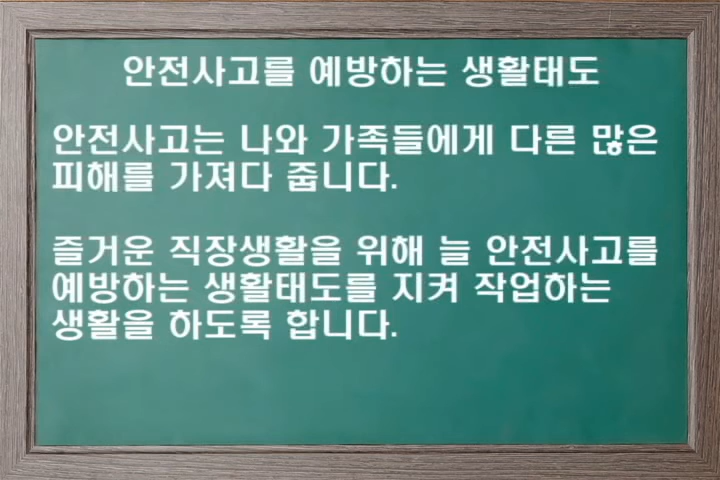 안전사고를 예방하는 생활태도
안전사고는 나와 가족들에게 다른 많은
피해를 가져다 줍니다.
즐거운 직장생활을 위해 늘 안전사고를
예방하는 생활태도를 지켜 작업하는
생활을 하도록 합니다.